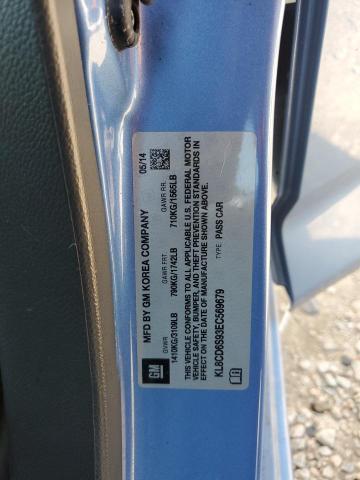 MFD BY GM KOREA COMPANY 05/14
GVWR GAWR FRT GAWR RR.
1410KG/3109LB 790KG/1742LB 710KG/1565LB
THIS VEHICLE CONFORMS TO ALL APPLICABLE U.S. FEDERAL MOTOR
VEHICLE SAFETY, BUMPER, AND THEFT PREVENTION STANDARDS IN
EFFECT ON THE DATE OF MANUFACTURE SHOWN ABOVE.
KL8CD6S93EC569679 TYPE: PASS CAR
GM